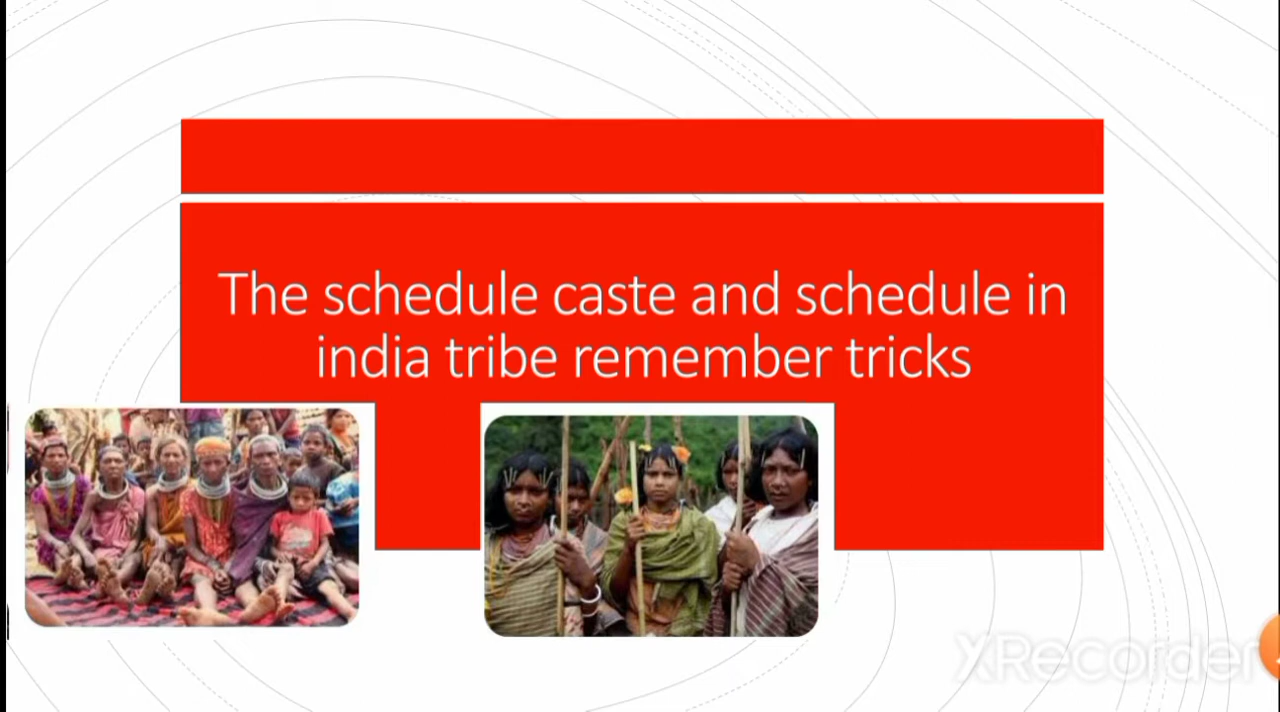 The schedule caste and schedule in
india tribe remember tricks
XRecorder